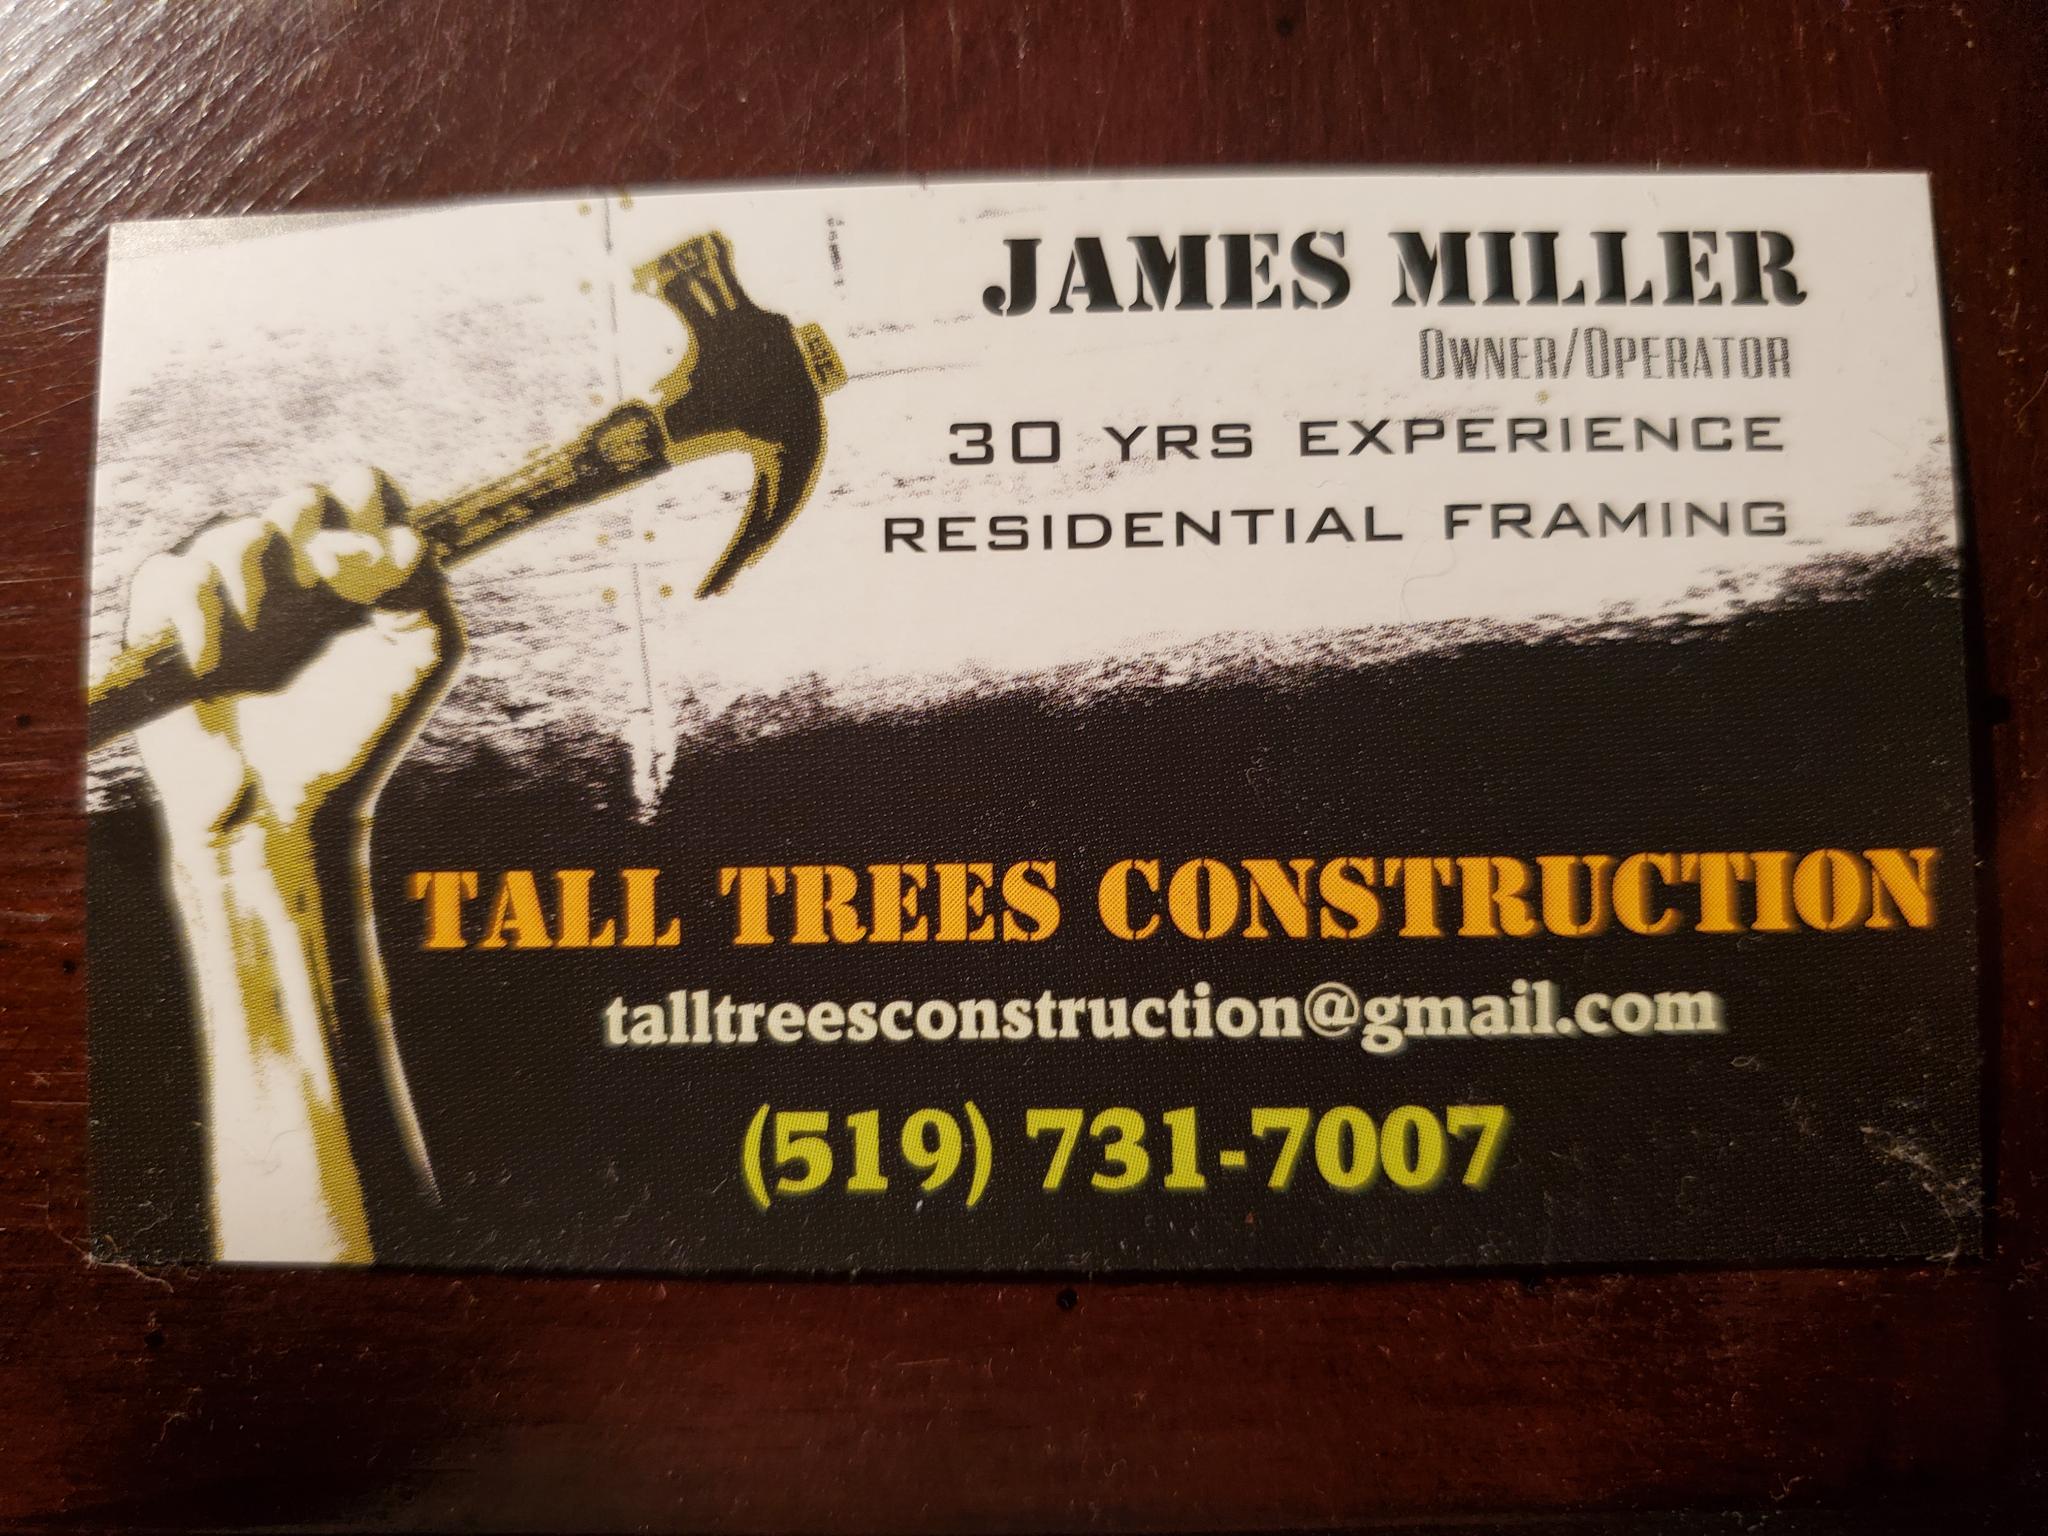 JAMES MILLER
OWNER/OPERATOR
30 YRS EXPERIENCE
RESIDENTIAL FRAMING
TALL TREES CONSTRUCTION
talltreesconstruction@gmail.com
(519) 731-7007